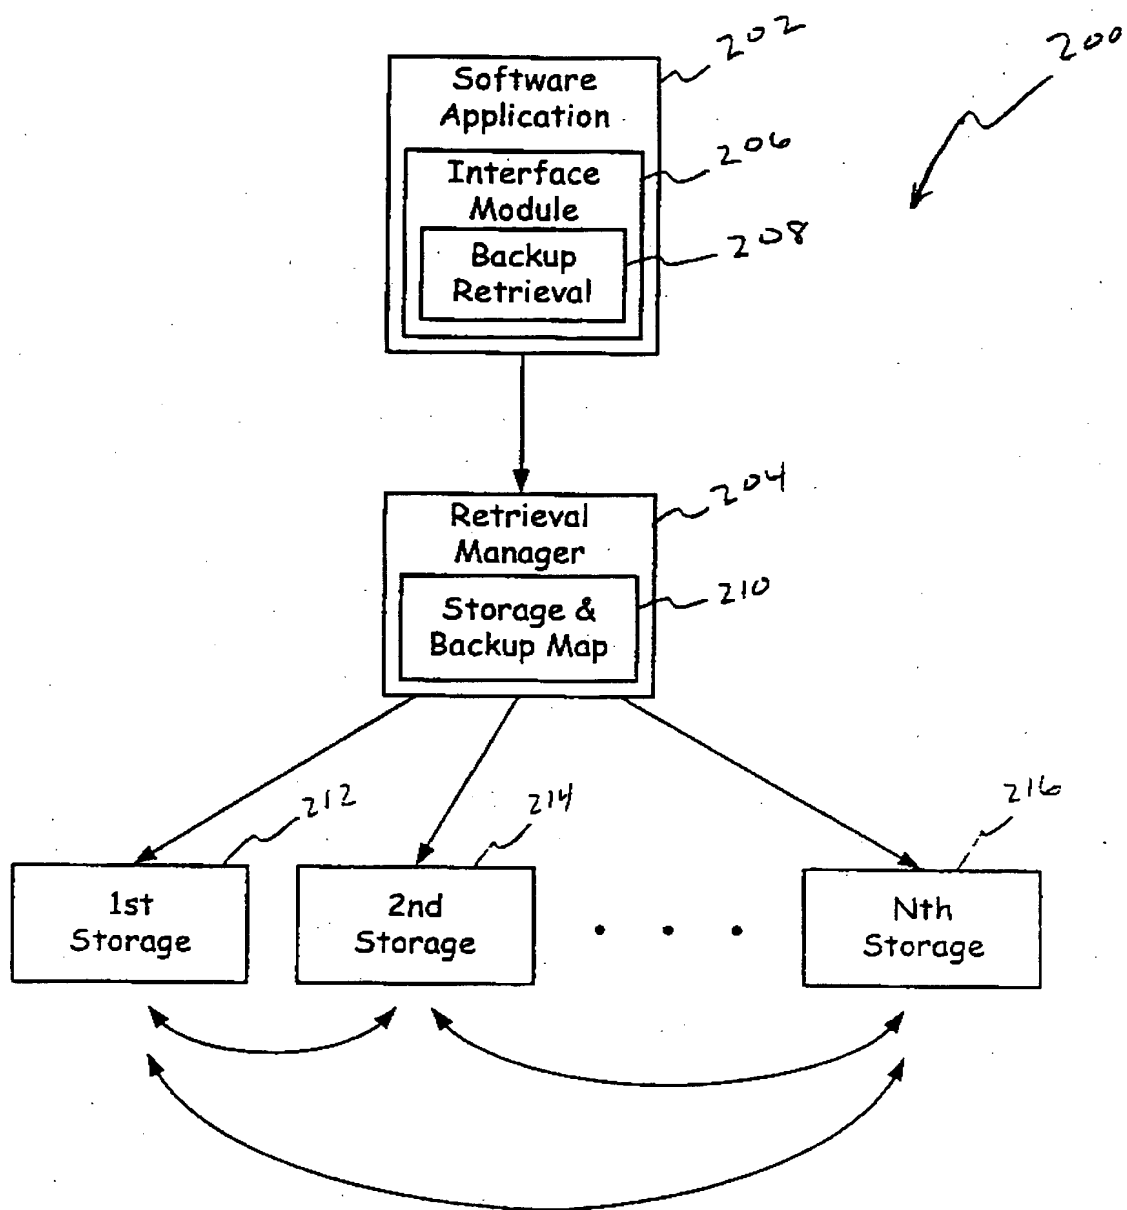 202
200
Software
Application
206
Interface
Module
208
Backup
Retrieval
204
Retrieval
Manager
210
Storage &
Backup Map
212
214
216
1st
Storage
2nd
Storage
. . .
Nth
Storage